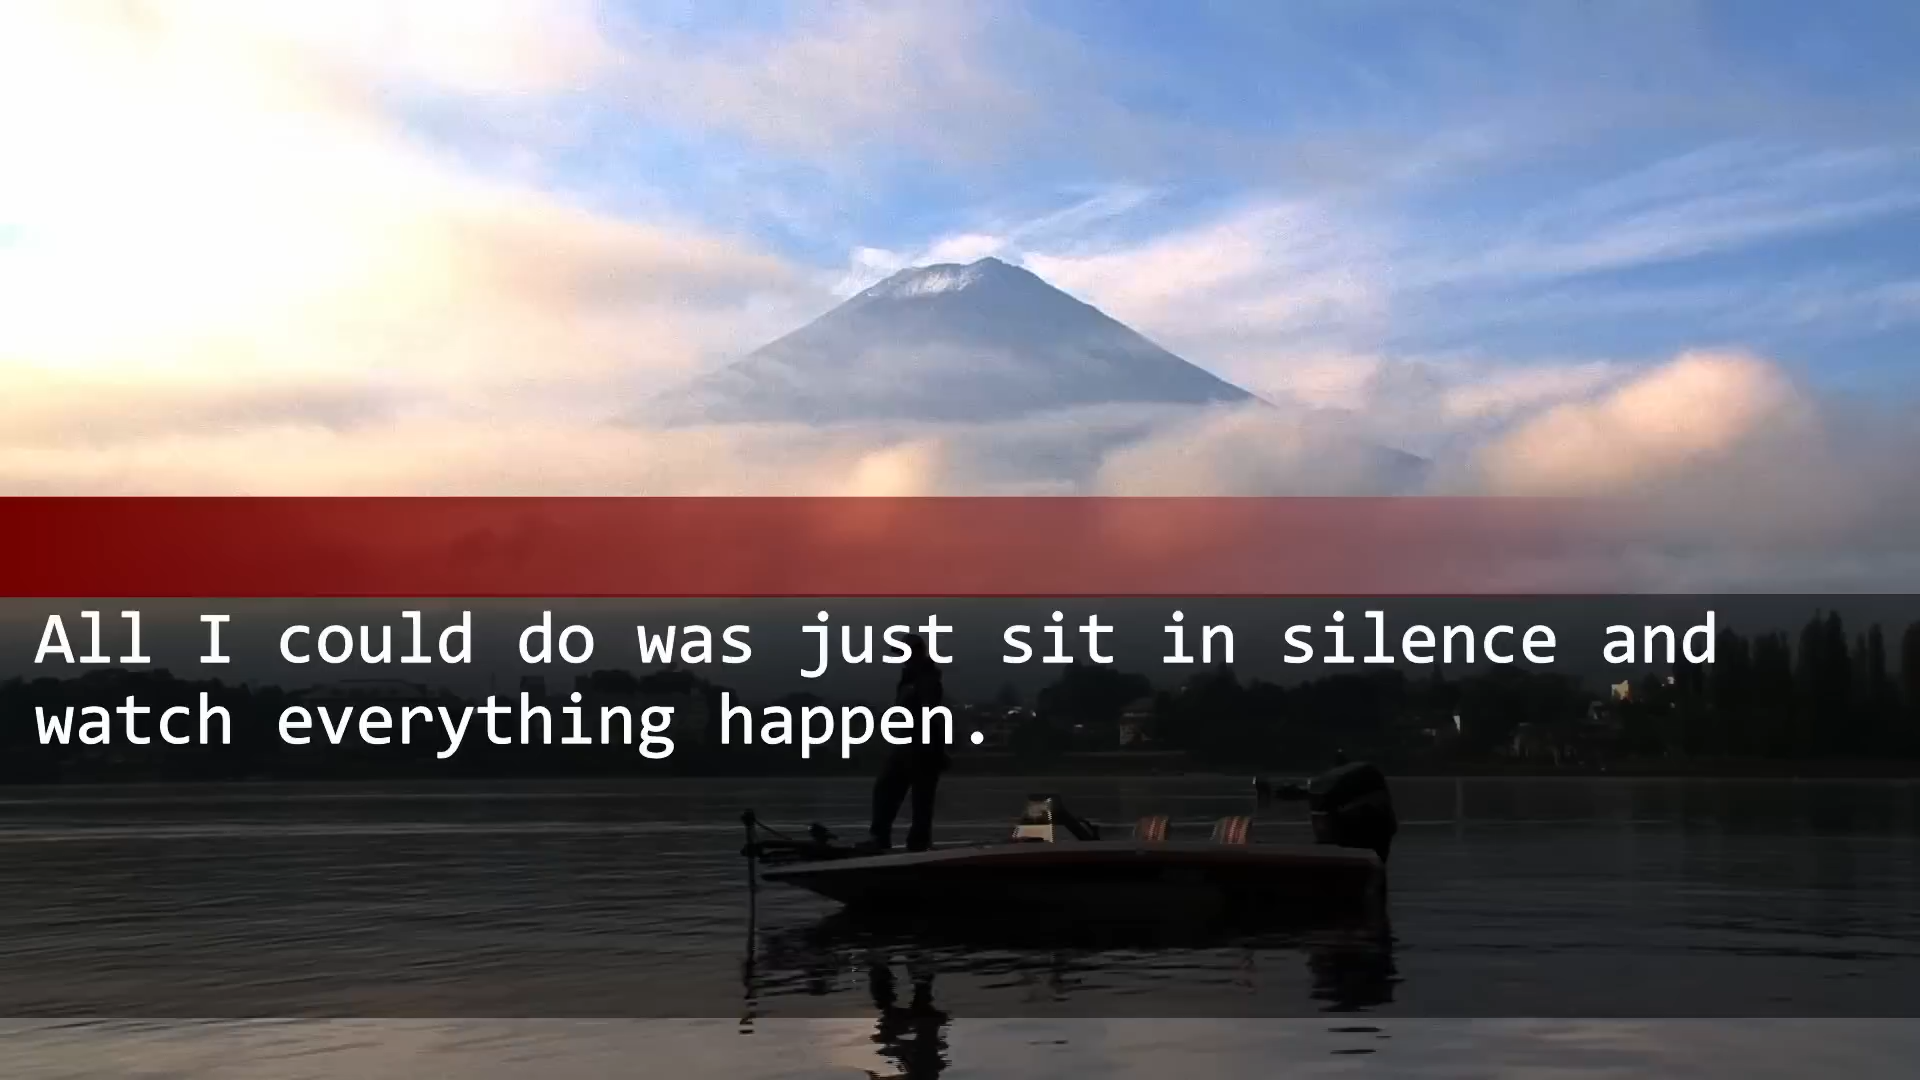 All I could do was just sit in silence and
watch everything happen.